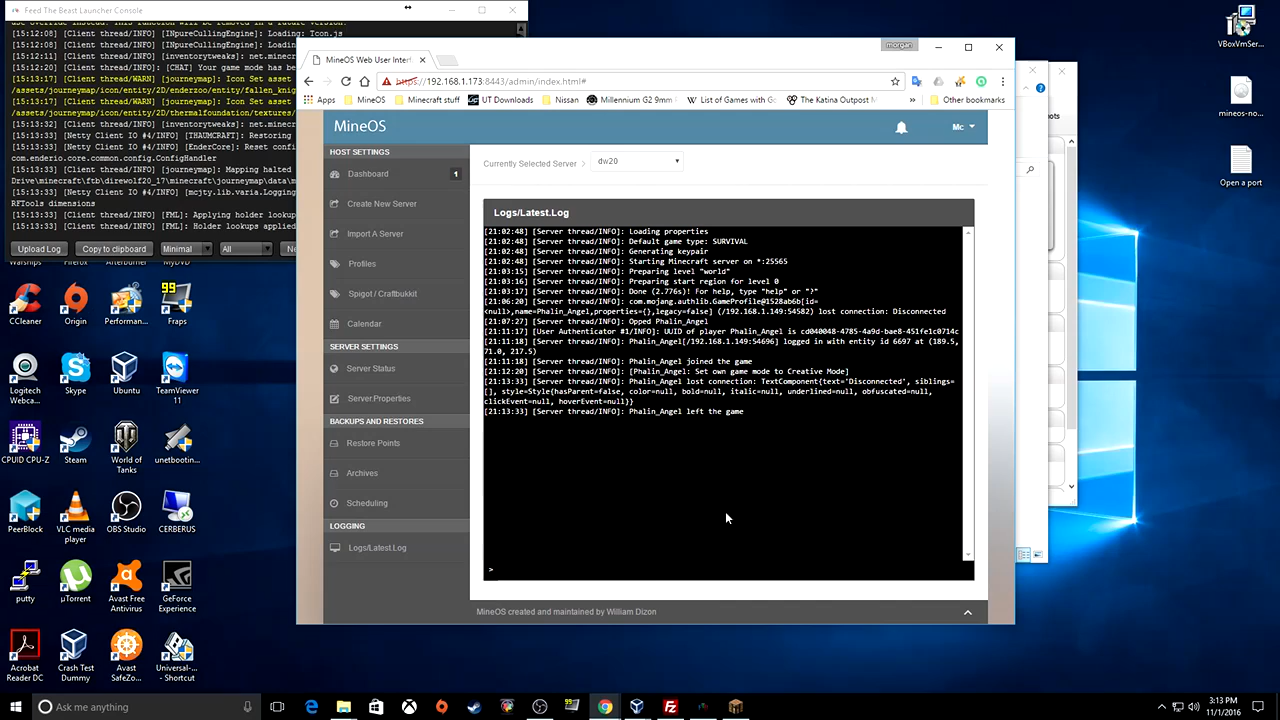 Feed The Beast Launcher Console
use override instead. This function will be removed in a future version.
[15:12:08] [Client thread/INFO] [INpureCullingEngine]: Loading: Tcon.js
[15:12:08] [Client thread/INFO] [INpureCullingEngine]: Loading
[15:12:11] [Client thread/INFO] [inventorytweaks]: net.minecr
[15:12:20] [Client thread/INFO] [CHAT] Your game mode has bee
[15:13:17] [Client thread/WARN] [journeymap]: Icon Set asset
/assets/journeymap/icon/entity/2D/enderzoo/entity/fallen_knig
[15:13:17] [Client thread/WARN] [journeymap]: Icon Set asset
/assets/journeymap/icon/entity/2D/thermalfoundation/textures/
[15:13:32] [Client thread/INFO] [inventorytweaks]: net.minecr
[15:13:33] [Netty Client IO #4/INFO] [THAUMCRAFT]: Restoring
[15:13:33] [Netty Client IO #4/INFO] [EnderCore]: Reset confi
com.enderio.core.common.config.ConfigHandler
[15:13:33] [Client thread/INFO] [journeymap]: Mapping halted
rive\minecraft\fbt\direwolf20_17\minecraft\journeymap\data\m
[15:13:33] [Netty Client IO #4/INFO] [mcjty.lib.varia.Logging
RFTools dimensions
[15:13:33] [Client thread/INFO] [FML]: Applying holder lookup
[15:13:33] [Client thread/INFO] [FML]: Holder lookups applied
Upload Log
Copy to clipboard
Minimal
All
morgan
MineOS Web User Interf
https://192.168.1.173:8443/admin/index.html#
Apps
MineOS
Minecraft stuff
UT Downloads
Nissan
Millennium G2 9mm
List of Games with
The Katina Outpost M
»
Other bookmarks
MineOS
Mc
HOST SETTINGS
Dashboard
1
Create New Server
Import A Server
Profiles
Spigot / Craftbukkit
Calendar
SERVER SETTINGS
Server Status
Server.Properties
BACKUPS AND RESTORES
Restore Points
Archives
Scheduling
LOGGING
Logs/Latest.Log
Currently Selected Server >
dw20
Logs/Latest.Log
[21:02:48] [Server thread/INFO]: Loading properties
[21:02:48] [Server thread/INFO]: Default game type: SURVIVAL
[21:02:48] [Server thread/INFO]: Generating keypair
[21:02:48] [Server thread/INFO]: Starting Minecraft server on *:25565
[21:03:15] [Server thread/INFO]: Preparing level "world"
[21:03:16] [Server thread/INFO]: Preparing start region for level 0
[21:03:17] [Server thread/INFO]: Done (2.776s)! For help, type "help" or "?"
[21:06:20] [Server thread/INFO]: com.mojang.authlib.GameProfile@1528ab6b[id=
<null>,name=Phalin_Angel,properties={},legacy=false] (/192.168.1.149:54582) lost connection: Disconnected
[21:07:27] [Server thread/INFO]: Opped Phalin_Angel
[21:11:17] [User Authenticator #1/INFO]: UUID of player Phalin_Angel is cd040048-4785-4a9d-bae8-451fe1c0714c
[21:11:18] [Server thread/INFO]: Phalin_Angel[/192.168.1.149:54696] logged in with entity id 6697 at (189.5,
71.0, 217.5)
[21:11:18] [Server thread/INFO]: Phalin_Angel joined the game
[21:12:20] [Server thread/INFO]: [Phalin_Angel: Set own game mode to Creative Mode]
[21:13:33] [Server thread/INFO]: Phalin_Angel lost connection: TextComponent{text='Disconnected', siblings=
[], style=Style{hasParent=false, color=null, bold=null, italic=null, underlined=null, obfuscated=null,
clickEvent=null, hoverEvent=null}}
[21:13:33] [Server thread/INFO]: Phalin_Angel left the game
>
MineOS created and maintained by William Dizon
VBoxVmSer...
mineos-no...
Open a port
ots
Warships
Firefox
Afterburner
MyDVD
CCleaner
Origin
Performan...
99
Fraps
Logitech
Webcam...
Skype
Ubuntu
TeamViewer
11
CPUID CPU-Z
Steam
World of
Tanks
unetbootin...
PeerBlock
VLC media
player
OBS Studio
CERBERUS
putty
µTorrent
Avast Free
Antivirus
GeForce
Experience
Acrobat
Reader DC
Crash Test
Dummy
Avast
SafeZo...
Universal-...
- Shortcut
Ask me anything
99
3:13 PM
11/1/2016